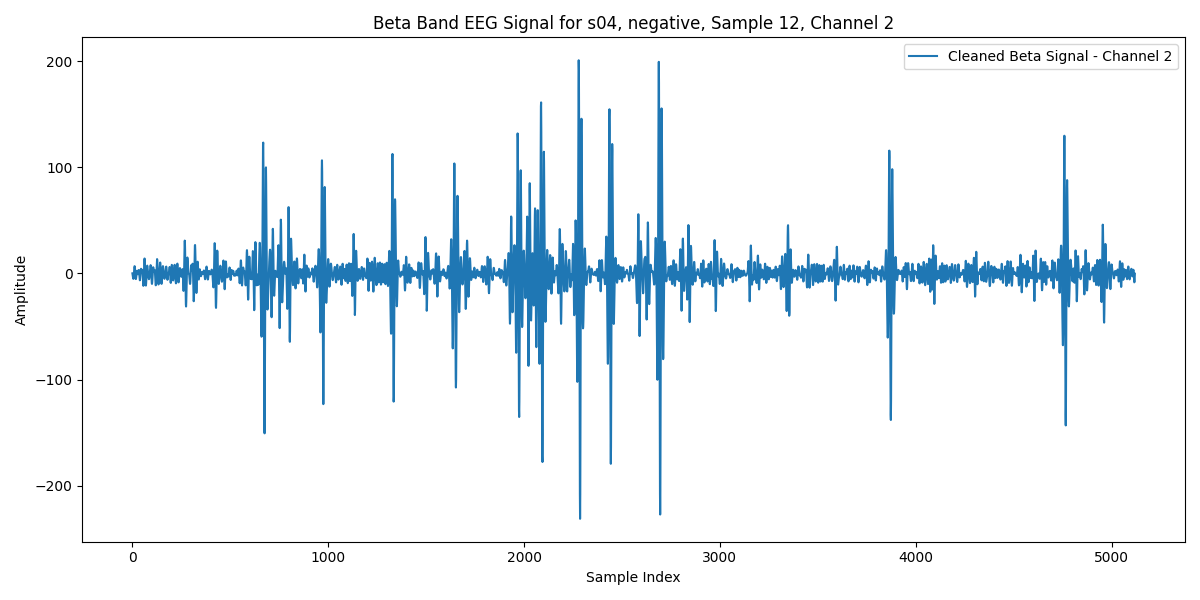 Beta Band EEG Signal for s04, negative, Sample 12, Channel 2
Cleaned Beta Signal - Channel 2
Amplitude
200
100
0
−100
−200
0 1000 2000 3000 4000 5000
Sample Index